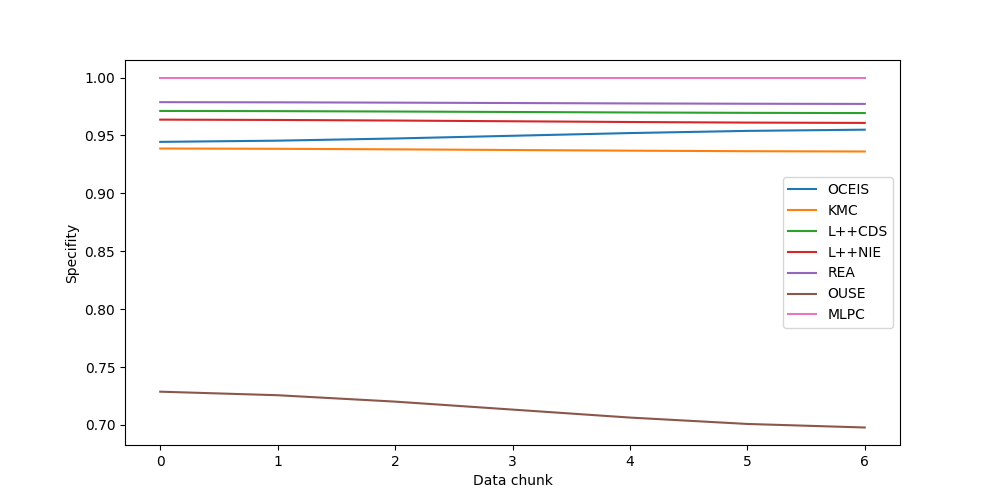 1.00
0.95
0.90
0.85
0.80
0.75
0.70
Specifity
0 1 2 3 4 5 6
Data chunk
OCEIS
KMC
L++CDS
L++NIE
REA
OUSE
MLPC